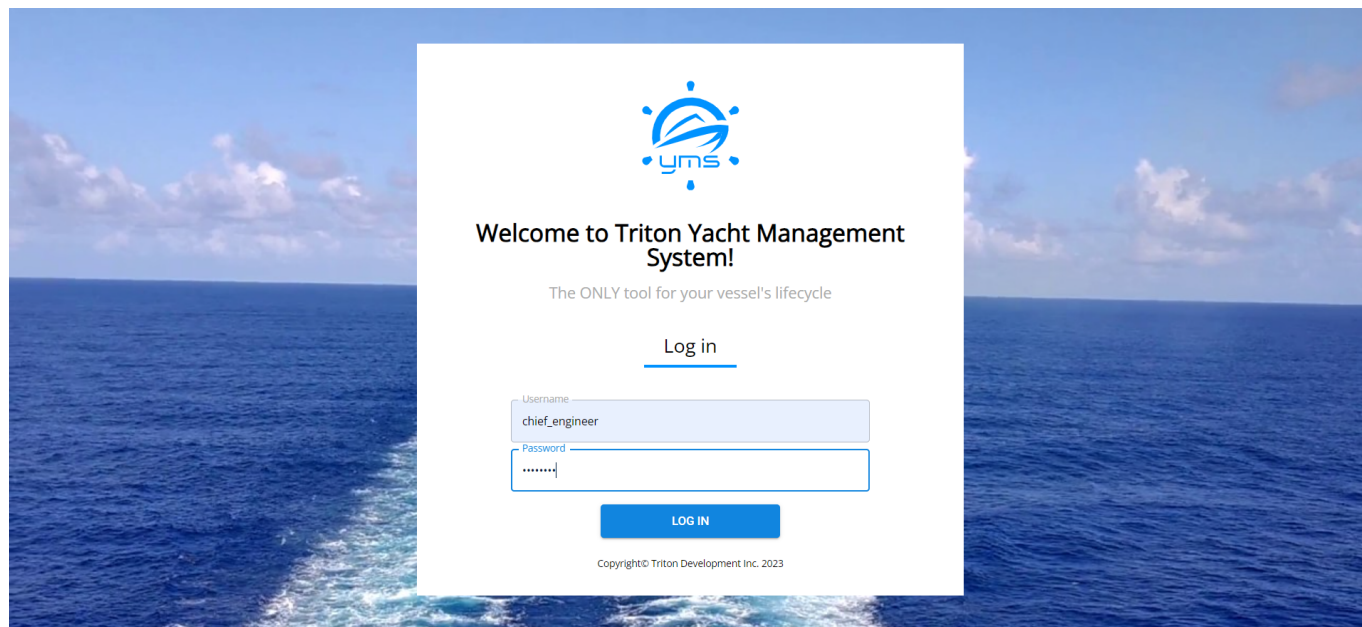 yms
Welcome to Triton Yacht Management
System!
The ONLY tool for your vessel's lifecycle
Log in
Username
chief_engineer
Password
••••••••
LOG IN
Copyright© Triton Development Inc. 2023